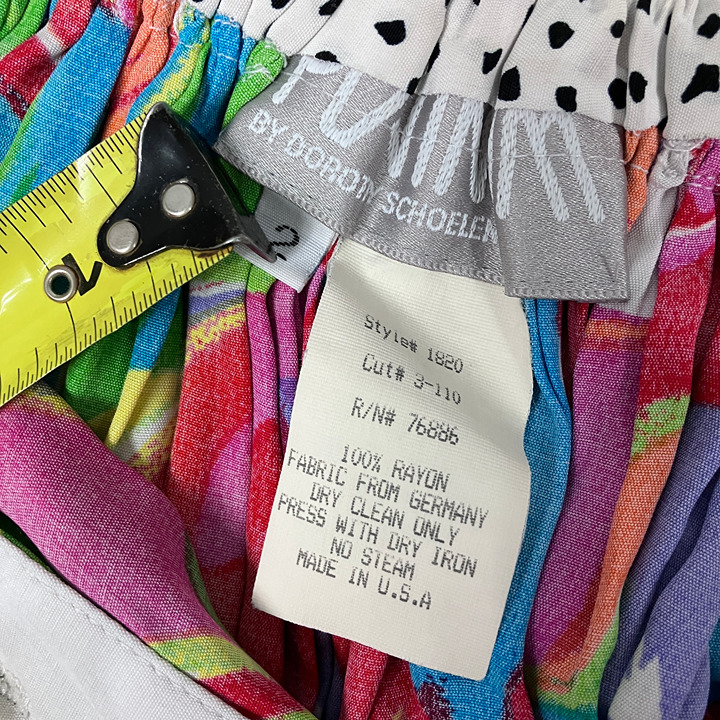 BY DOROTHY SCHOELEN
Style# 1820
Cut# 3-110
R/N# 76886
100% RAYON
FABRIC FROM GERMANY
DRY CLEAN ONLY
PRESS WITH DRY IRON
NO STEAM
MADE IN U.S.A
1